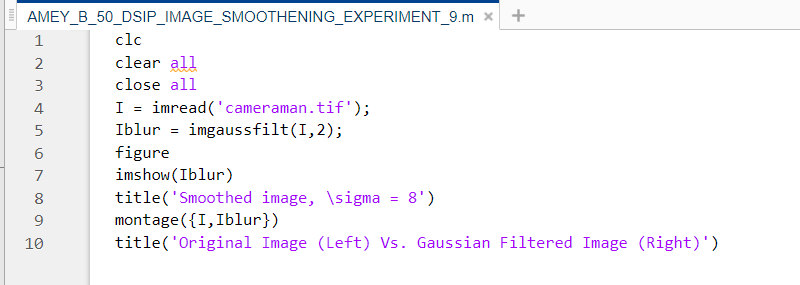 AMEY_B_50_DSIP_IMAGE_SMOOTHENING_EXPERIMENT_9.m × +
1 clc
2 clear all
3 close all
4 I = imread('cameraman.tif');
5 Iblur = imgaussfilt(I,2);
6 figure
7 imshow(Iblur)
8 title('Smoothed image, \sigma = 8')
9 montage({I,Iblur})
10 title('Original Image (Left) Vs. Gaussian Filtered Image (Right)')